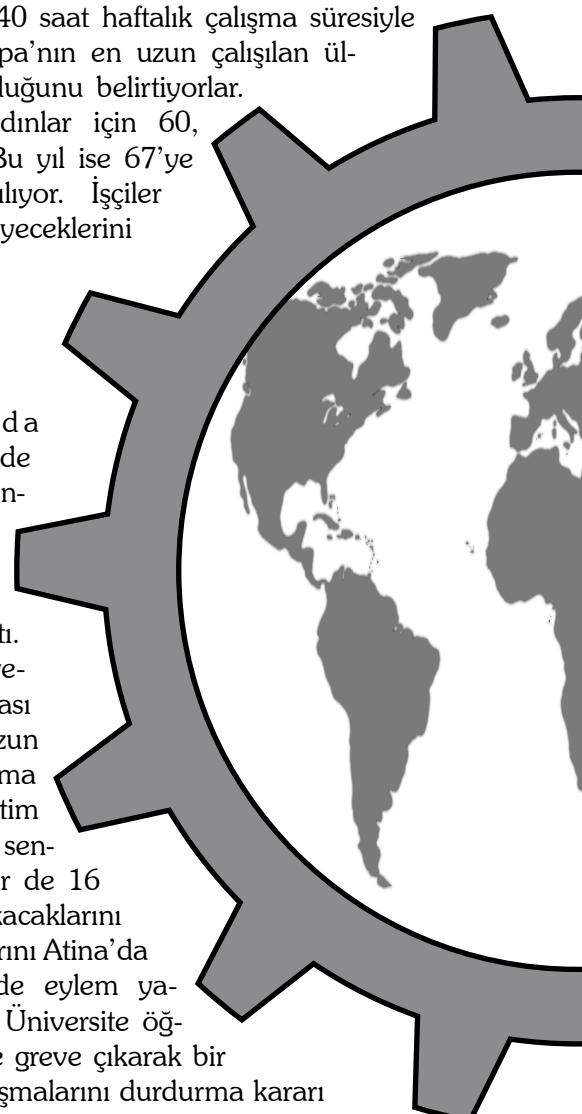 40 saat haftalık çalışma süresiyle
pa’nın en uzun çalışılan ül-
luğunu belirtiyorlar.
dınlar için 60,
Bu yıl ise 67’ye
ılıyor. İşçiler
yeceklerini
da
de
n-
tı.
e-
ası
zun
ma
tim
sen-
r de 16
kacaklarını
rını Atina’da
de eylem ya-
Üniversite öğ-
e greve çıkarak bir
ışmalarını durdurma kararı